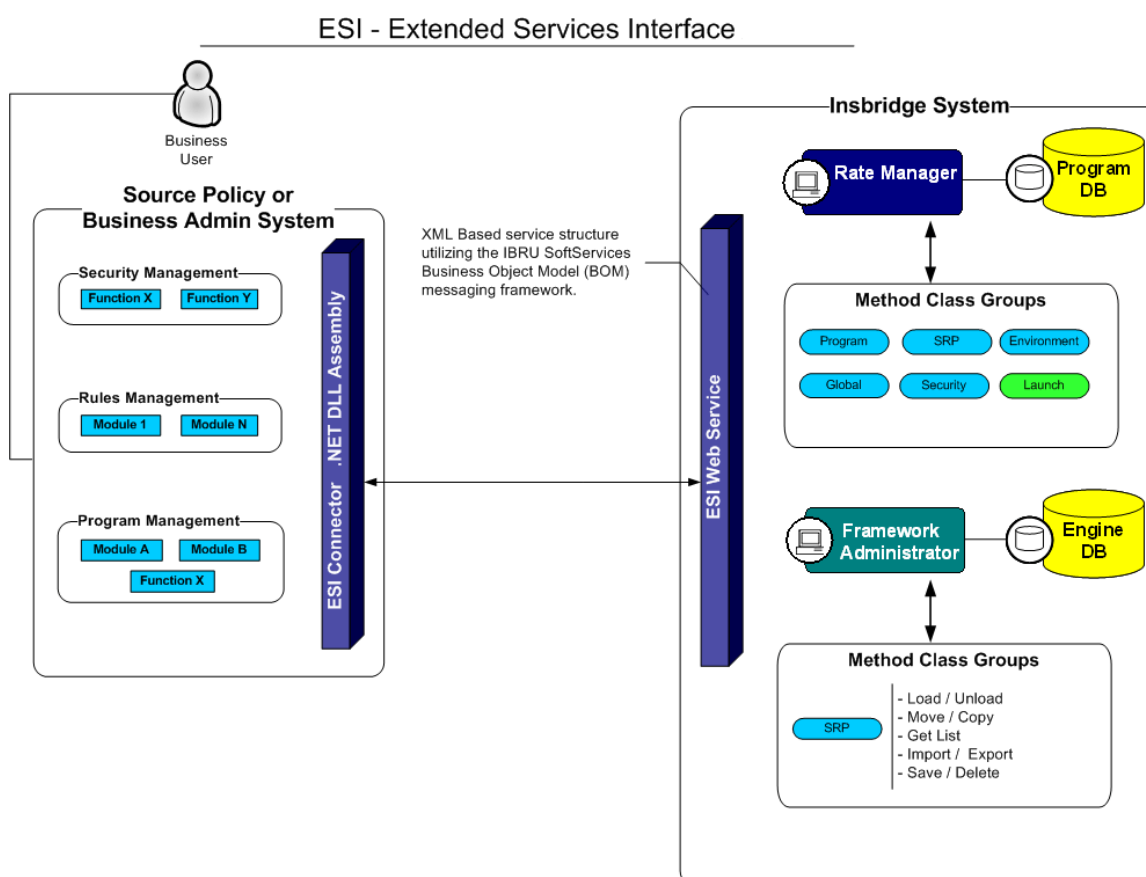 ESI - Extended Services Interface
Business
User
Source Policy or
Business Admin System
Security Management
Function X
Function Y
Rules Management
Module 1
Module N
Program Management
Module A
Module B
Function X
ESI Connector .NET DLL Assembly
XML Based service structure
utilizing the IBRU SoftServices
Business Object Model (BOM)
messaging framework.
ESI Web Service
Insbridge System
Rate Manager
Program
DB
Method Class Groups
Program
SRP
Environment
Global
Security
Launch
Framework
Administrator
Engine
DB
Method Class Groups
SRP
- Load / Unload
- Move / Copy
- Get List
- Import / Export
- Save / Delete